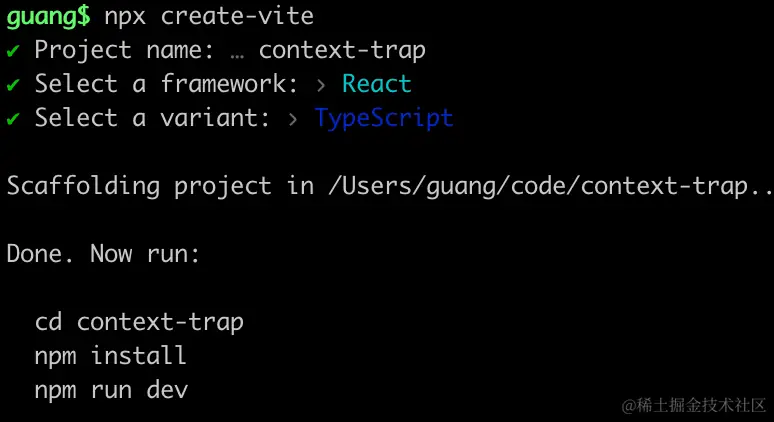 guang$ npx create-vite
✔ Project name: … context-trap
✔ Select a framework: › React
✔ Select a variant: › TypeScript
Scaffolding project in /Users/guang/code/context-trap..
Done. Now run:
cd context-trap
npm install
npm run dev
@稀土掘金技术社区